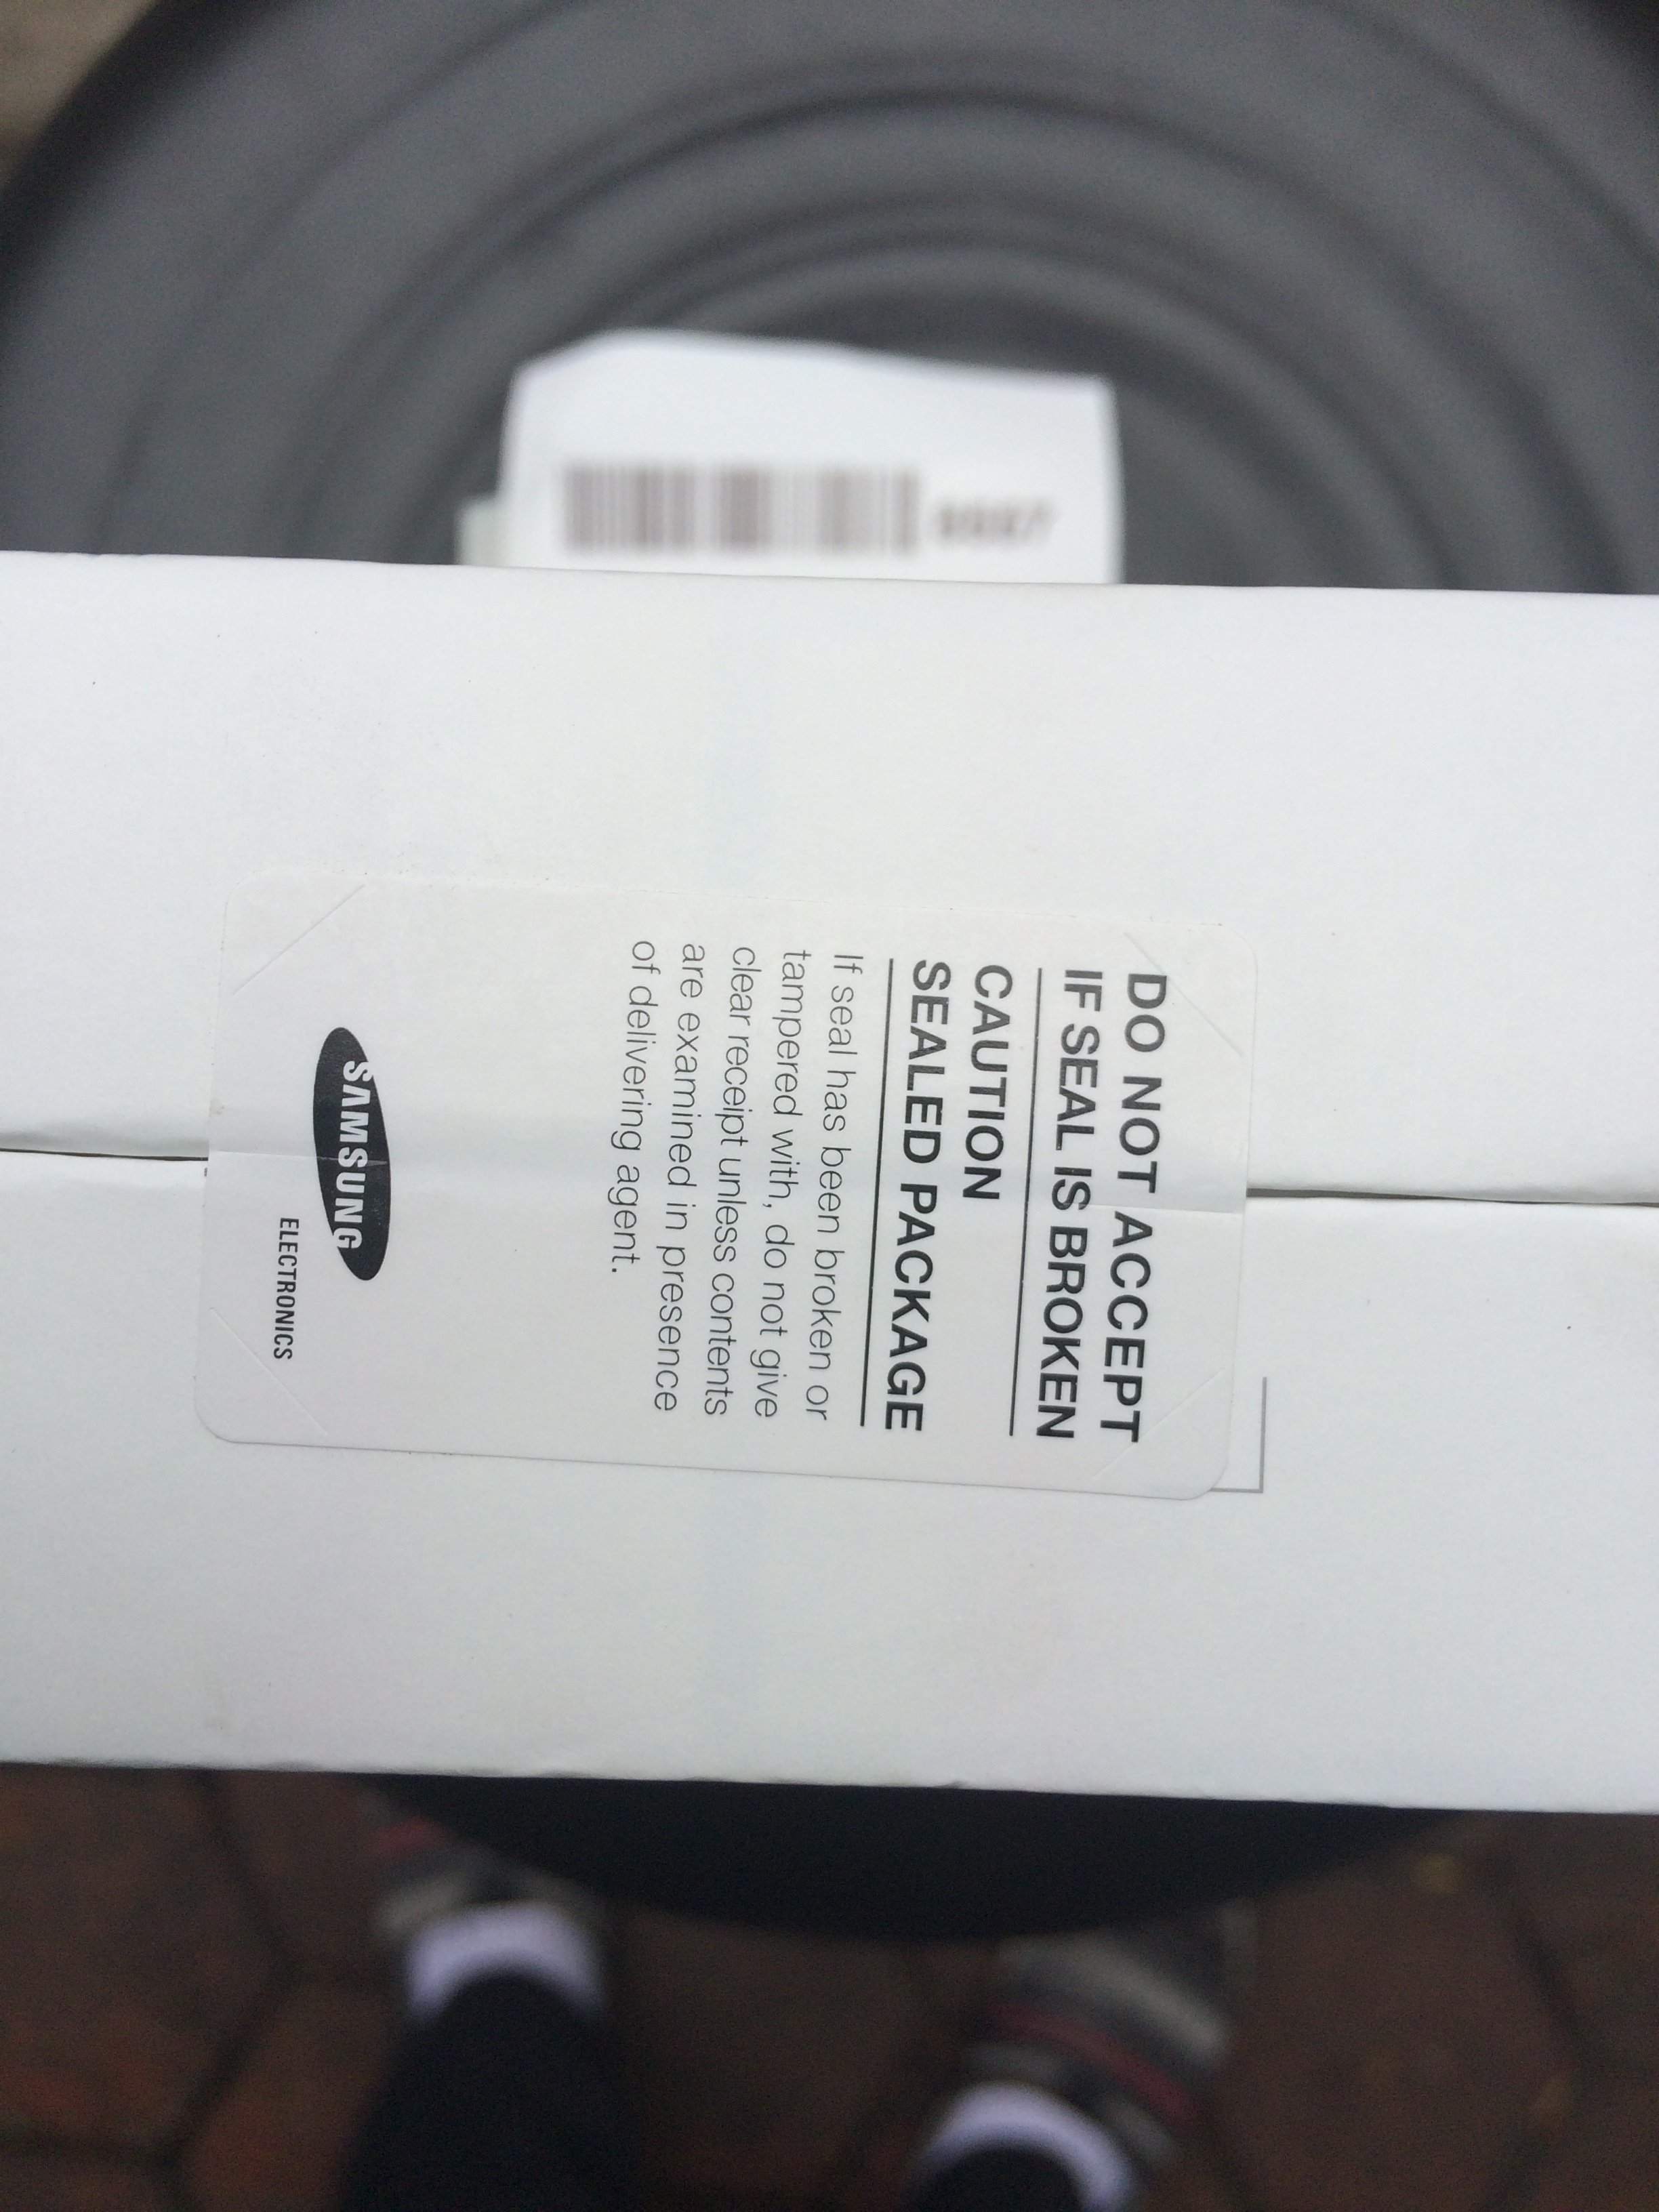 DO NOT ACCEPT
IF SEAL IS BROKEN
CAUTION
SEALED PACKAGE
If seal has been broken or
tampered with, do not give
clear receipt unless contents
are examined in presence
of delivering agent.
SAMSUNG
ELECTRONICS